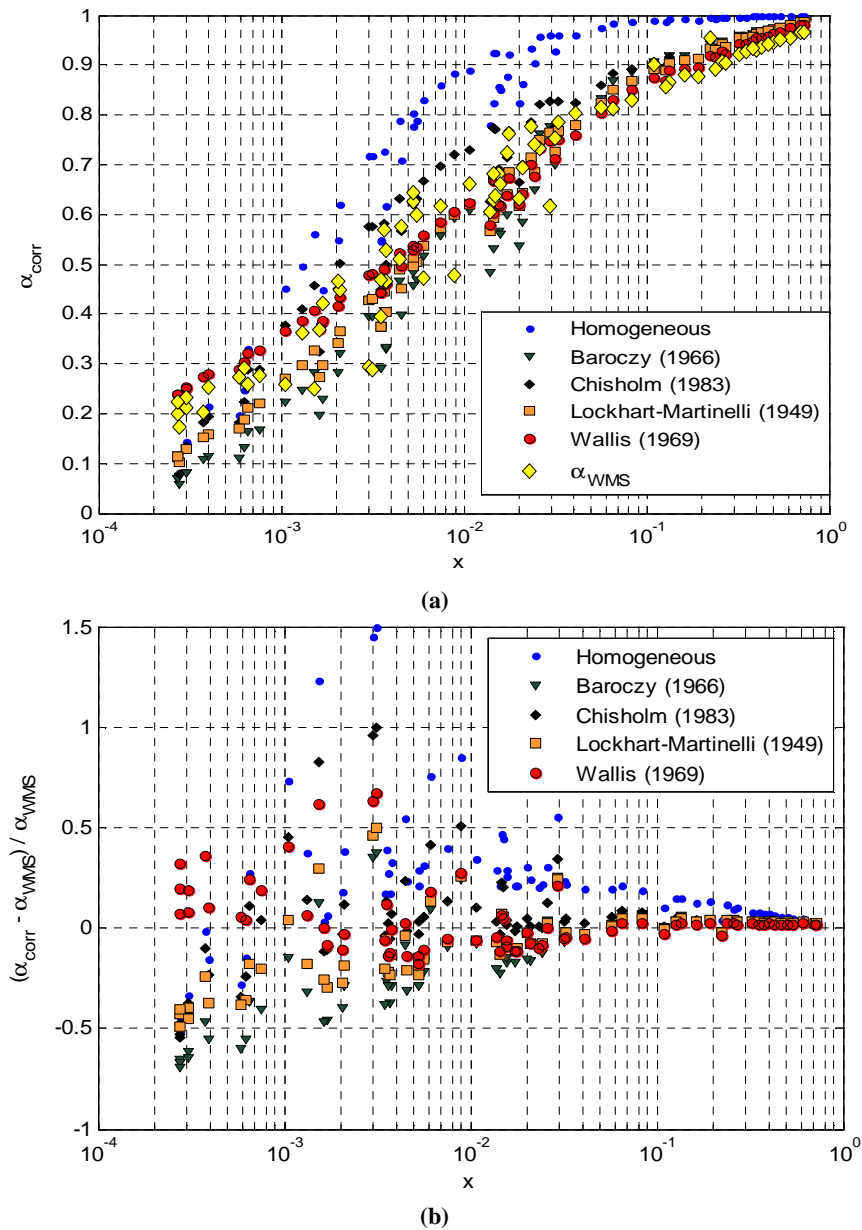 1
0.9
0.8
0.7
0.6
0.5
0.4
0.3
0.2
0.1
0
α_corr
Homogeneous
Baroczy (1966)
Chisholm (1983)
Lockhart-Martinelli (1949)
Wallis (1969)
α_WMS
10^-4
10^-3
10^-2
10^-1
10^0
x
(a)
1.5
1
0.5
0
-0.5
-1
(α_corr - α_WMS) / α_WMS
Homogeneous
Baroczy (1966)
Chisholm (1983)
Lockhart-Martinelli (1949)
Wallis (1969)
10^-4
10^-3
10^-2
10^-1
10^0
x
(b)